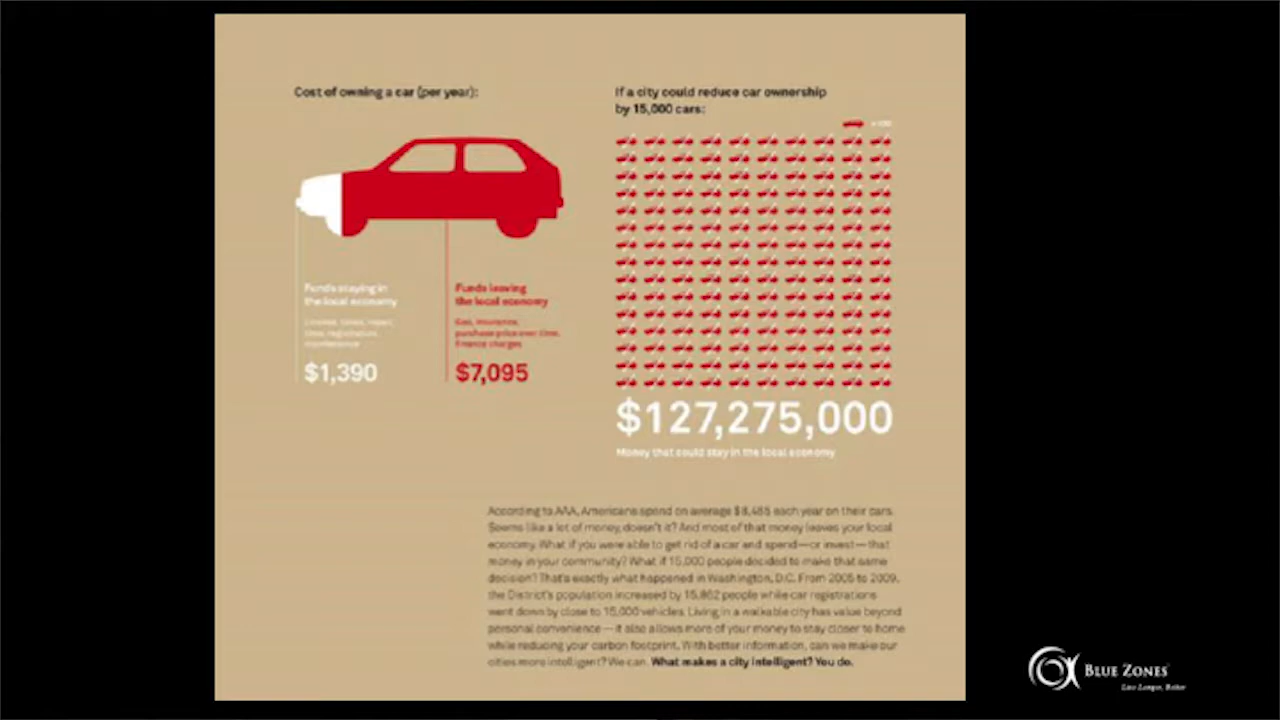 Cost of owning a car (per year):
Funds staying in
the local economy
$1,390
Funds leaving
the local economy
Gas, insurance,
purchase price over time,
finance charges
$7,095
If a city could reduce car ownership
by 15,000 cars:
$127,275,000
Money that could stay in the local economy
According to AAA, Americans spend on average $8,485 each year on their cars.
Seems like a lot of money, doesn't it? And most of that money leaves your local
economy. What if you were able to get rid of a car and spend—or invest—that
money in your community? What if 15,000 people decided to make that same
decision? That's exactly what happened in Washington, D.C. From 2005 to 2009,
the District's population increased by 15,862 people while car registrations
went down by close to 15,000 vehicles. Living in a walkable city has value beyond
personal convenience—it also allows more of your money to stay closer to home
while reducing your carbon footprint. With better information, can we make our
cities more intelligent? We can. What makes a city intelligent? You do.
BLUE ZONES
Live Longer, Better